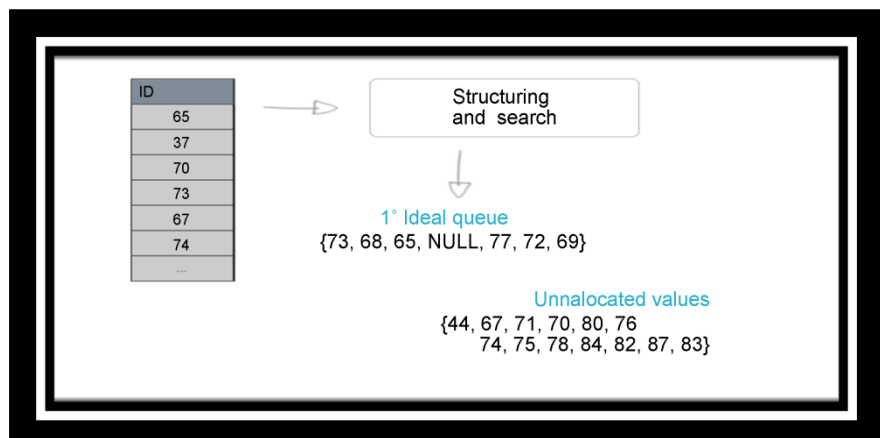 ID
65
37
70
73
67
74
...
Structuring
and search
1° Ideal queue
{73, 68, 65, NULL, 77, 72, 69}
Unnalocated values
{44, 67, 71, 70, 80, 76
74, 75, 78, 84, 82, 87, 83}